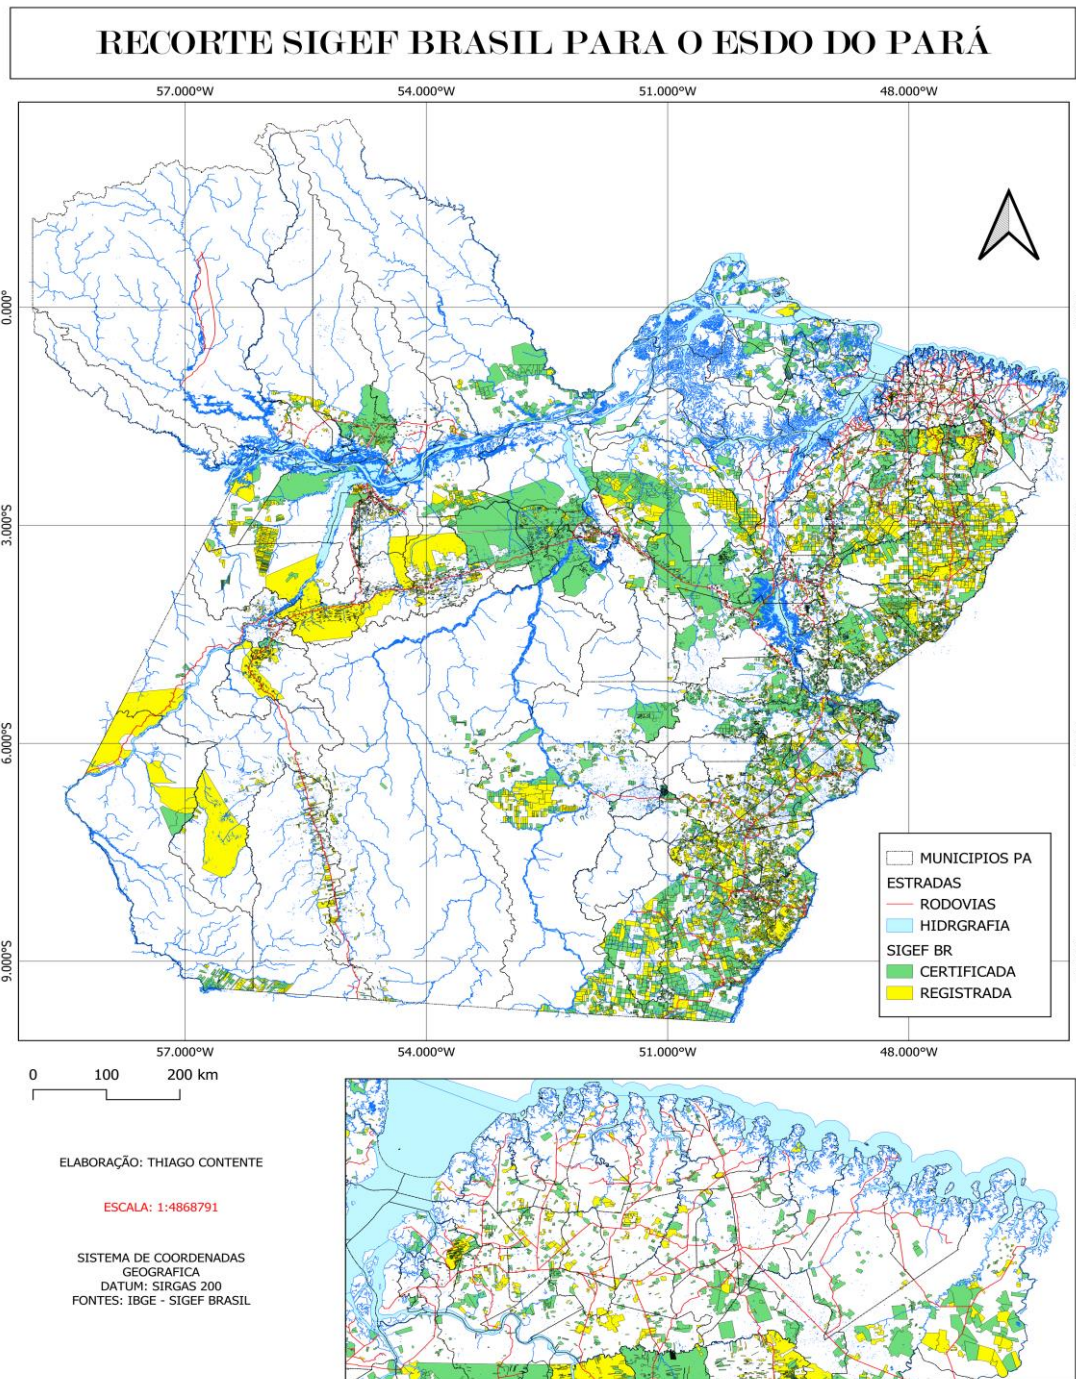 RECORTE SIGEF BRASIL PARA O ESDO DO PARÁ
57.000°W 54.000°W 51.000°W 48.000°W
0.000°
3.000°S
6.000°S
9.000°S
MUNICIPIOS PA
ESTRADAS
RODOVIAS
HIDRGRAFIA
SIGEF BR
CERTIFICADA
REGISTRADA
57.000°W 54.000°W 51.000°W 48.000°W
0 100 200 km
ELABORAÇÃO: THIAGO CONTENTE
ESCALA: 1:4868791
SISTEMA DE COORDENADAS
GEOGRAFICA
DATUM: SIRGAS 200
FONTES: IBGE - SIGEF BRASIL